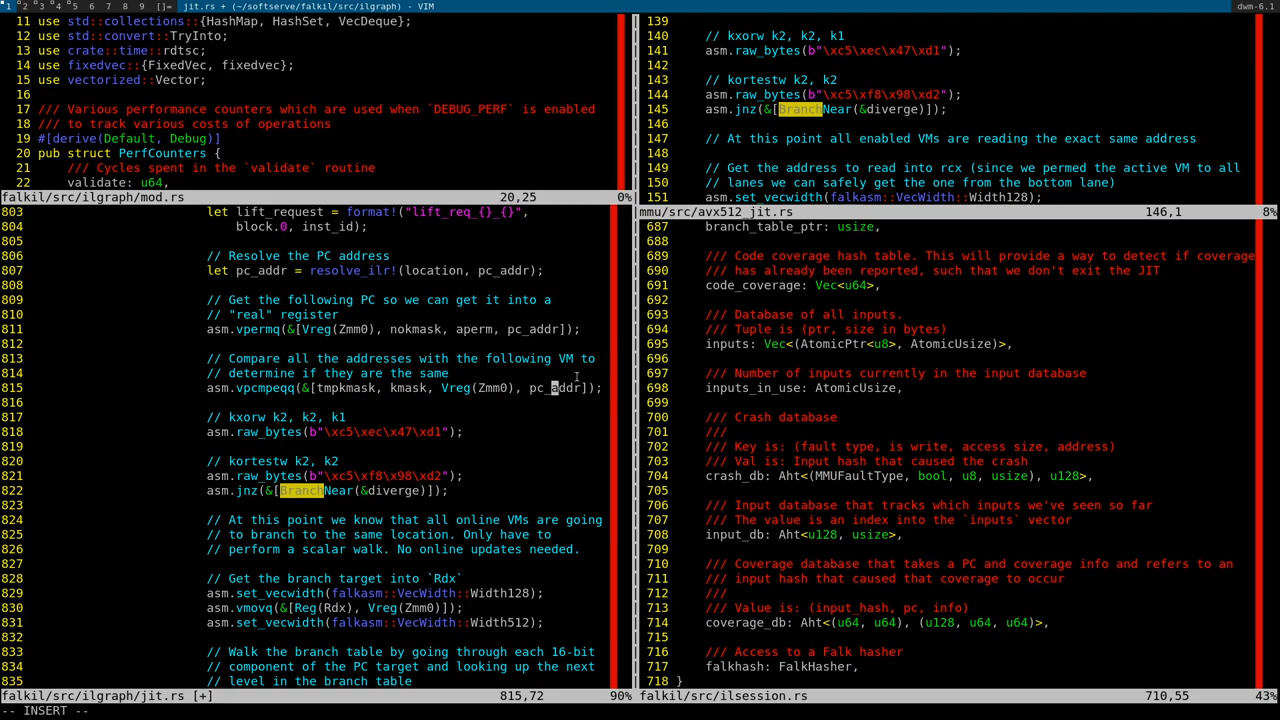 1 2 3 4 5 6 7 8 9 []= jit.rs + (~/softserve/falkil/src/ilgraph) - VIM dwm-6.1
11 use std::collections::{HashMap, HashSet, VecDeque};
12 use std::convert::TryInto;
13 use crate::time::rdtsc;
14 use fixedvec::{FixedVec, fixedvec};
15 use vectorized::Vector;
16
17 /// Various performance counters which are used when `DEBUG_PERF` is enabled
18 /// to track various costs of operations
19 #[derive(Default, Debug)]
20 pub struct PerfCounters {
21 /// Cycles spent in the `validate` routine
22 validate: u64,
falkil/src/ilgraph/mod.rs 20,25 0%
803 let lift_request = format!("lift_req_{}_{}",
804 block.0, inst_id);
805
806 // Resolve the PC address
807 let pc_addr = resolve_ilr!(location, pc_addr);
808
809 // Get the following PC so we can get it into a
810 // "real" register
811 asm.vpermq(&[Vreg(Zmm0), nokmask, aperm, pc_addr]);
812
813 // Compare all the addresses with the following VM to
814 // determine if they are the same
815 asm.vpcmpeqq(&[tmpkmask, kmask, Vreg(Zmm0), pc_addr]);
816
817 // kxorw k2, k2, k1
818 asm.raw_bytes(b"\xc5\xec\x47\xd1");
819
820 // kortestw k2, k2
821 asm.raw_bytes(b"\xc5\xf8\x98\xd2");
822 asm.jnz(&[BranchNear(&diverge)]);
823
824 // At this point we know that all online VMs are going
825 // to branch to the same location. Only have to
826 // perform a scalar walk. No online updates needed.
827
828 // Get the branch target into `Rdx`
829 asm.set_vecwidth(falkasm::VecWidth::Width128);
830 asm.vmovq(&[Reg(Rdx), Vreg(Zmm0)]);
831 asm.set_vecwidth(falkasm::VecWidth::Width512);
832
833 // Walk the branch table by going through each 16-bit
834 // component of the PC target and looking up the next
835 // level in the branch table
falkil/src/ilgraph/jit.rs [+] 815,72 90%
-- INSERT --
139
140 // kxorw k2, k2, k1
141 asm.raw_bytes(b"\xc5\xec\x47\xd1");
142
143 // kortestw k2, k2
144 asm.raw_bytes(b"\xc5\xf8\x98\xd2");
145 asm.jnz(&[BranchNear(&diverge)]);
146
147 // At this point all enabled VMs are reading the exact same address
148
149 // Get the address to read into rcx (since we permed the active VM to all
150 // lanes we can safely get the one from the bottom lane)
151 asm.set_vecwidth(falkasm::VecWidth::Width128);
mmu/src/avx512_jit.rs 146,1 8%
687 branch_table_ptr: usize,
688
689 /// Code coverage hash table. This will provide a way to detect if coverage
690 /// has already been reported, such that we don't exit the JIT
691 code_coverage: Vec<u64>,
692
693 /// Database of all inputs.
694 /// Tuple is (ptr, size in bytes)
695 inputs: Vec<(AtomicPtr<u8>, AtomicUsize)>,
696
697 /// Number of inputs currently in the input database
698 inputs_in_use: AtomicUsize,
699
700 /// Crash database
701 ///
702 /// Key is: (fault type, is write, access size, address)
703 /// Val is: Input hash that caused the crash
704 crash_db: Aht<(MMUFaultType, bool, u8, usize), u128>,
705
706 /// Input database that tracks which inputs we've seen so far
707 /// The value is an index into the `inputs` vector
708 input_db: Aht<u128, usize>,
709
710 /// Coverage database that takes a PC and coverage info and refers to an
711 /// input hash that caused that coverage to occur
712 ///
713 /// Value is: (input_hash, pc, info)
714 coverage_db: Aht<(u64, u64), (u128, u64, u64)>,
715
716 /// Access to a Falk hasher
717 falkhash: FalkHasher,
718 }
falkil/src/ilsession.rs 710,55 43%